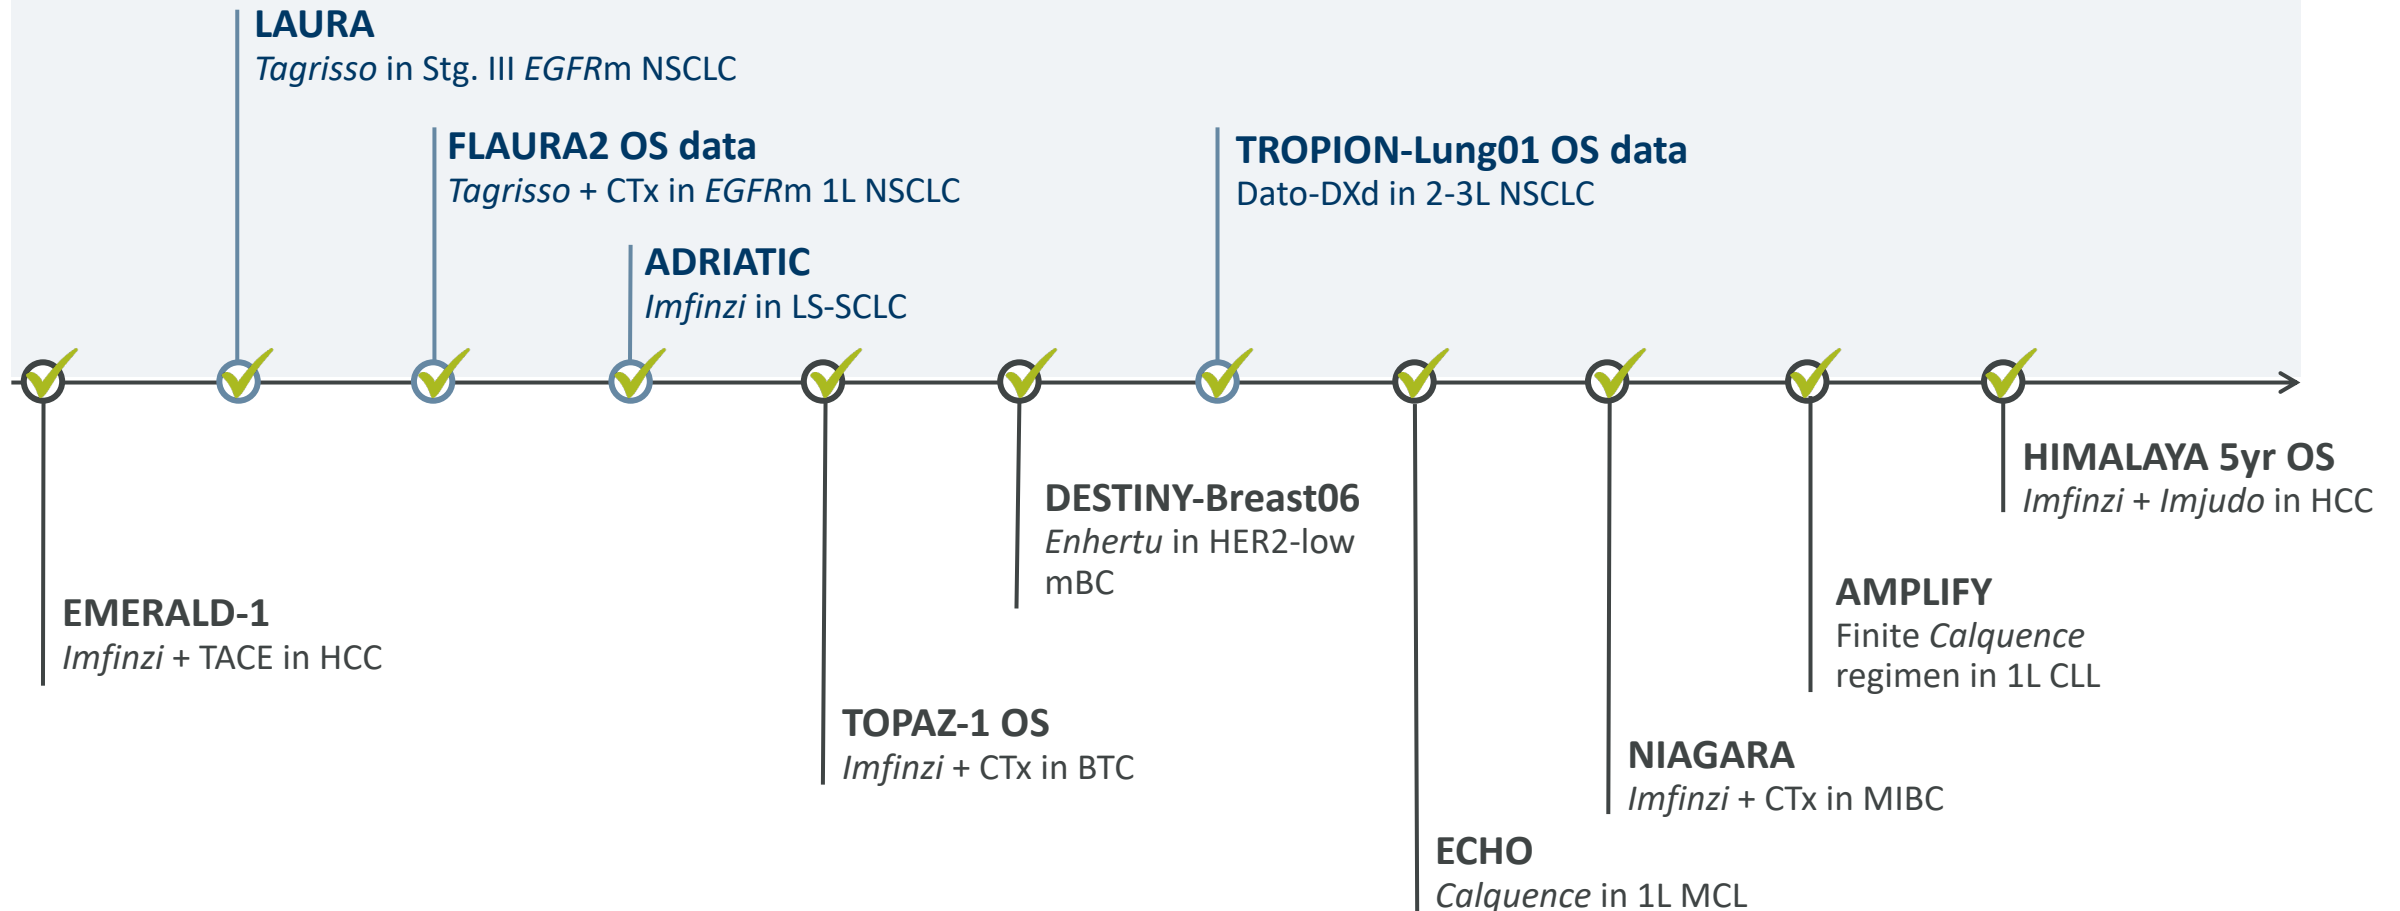 LAURA
Tagrisso in Stg. III EGFRm NSCLC
FLAURA2 OS data
Tagrisso + CTx in EGFRm 1L NSCLC
TROPION-Lung01 OS data
Dato-DXd in 2-3L NSCLC
ADRIATIC
Imfinzi in LS-SCLC
HIMALAYA 5yr OS
Imfinzi + Imjudo in HCC
DESTINY-Breast06
Enhertu in HER2-low
mBC
EMERALD-1
Imfinzi + TACE in HCC
AMPLIFY
Finite Calquence
regimen in 1L CLL
TOPAZ-1 OS
Imfinzi + CTx in BTC
NIAGARA
Imfinzi + CTx in MIBC
ECHO
Calquence in 1L MCL